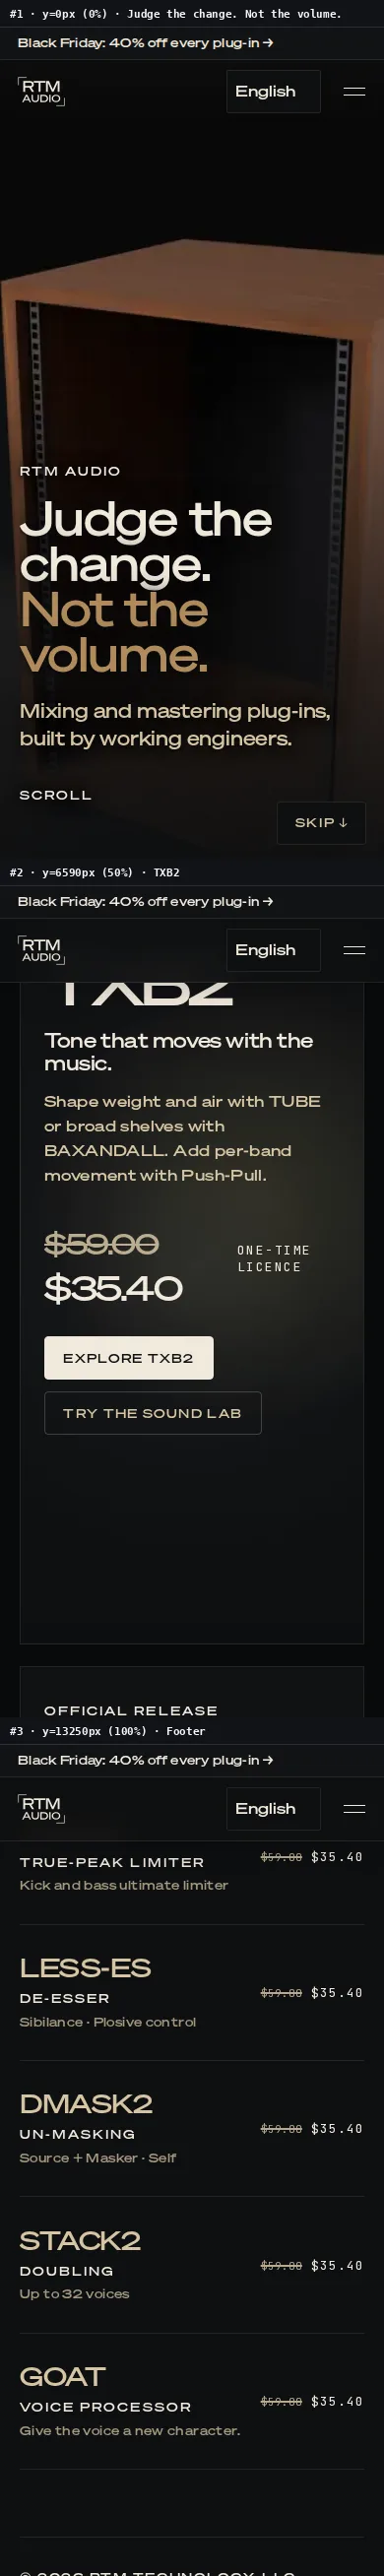 #1 · y=0px (0%) · Judge the change. Not the volume.
Black Friday: 40% off every plug-in →
RTM
AUDIO
English
RTM AUDIO
Judge the
change.
Not the
volume.
Mixing and mastering plug-ins,
built by working engineers.
SCROLL
SKIP ↓
#2 · y=6590px (50%) · TXB2
Black Friday: 40% off every plug-in →
RTM
AUDIO
English
TXB2
Tone that moves with the
music.
Shape weight and air with TUBE
or broad shelves with
BAXANDALL. Add per-band
movement with Push-Pull.
$59.00
$35.40
ONE-TIME
LICENCE
EXPLORE TXB2
TRY THE SOUND LAB
OFFICIAL RELEASE
#3 · y=13250px (100%) · Footer
Black Friday: 40% off every plug-in →
RTM
AUDIO
English
TRUE-PEAK LIMITER
$59.00 $35.40
Kick and bass ultimate limiter
LESS-ES
DE-ESSER
$59.00 $35.40
Sibilance · Plosive control
DMASK2
UN-MASKING
$59.00 $35.40
Source + Masker · Self
STACK2
DOUBLING
$59.00 $35.40
Up to 32 voices
GOAT
VOICE PROCESSOR
$59.00 $35.40
Give the voice a new character.
© 2026 RTM TECHNOLOGY LLC